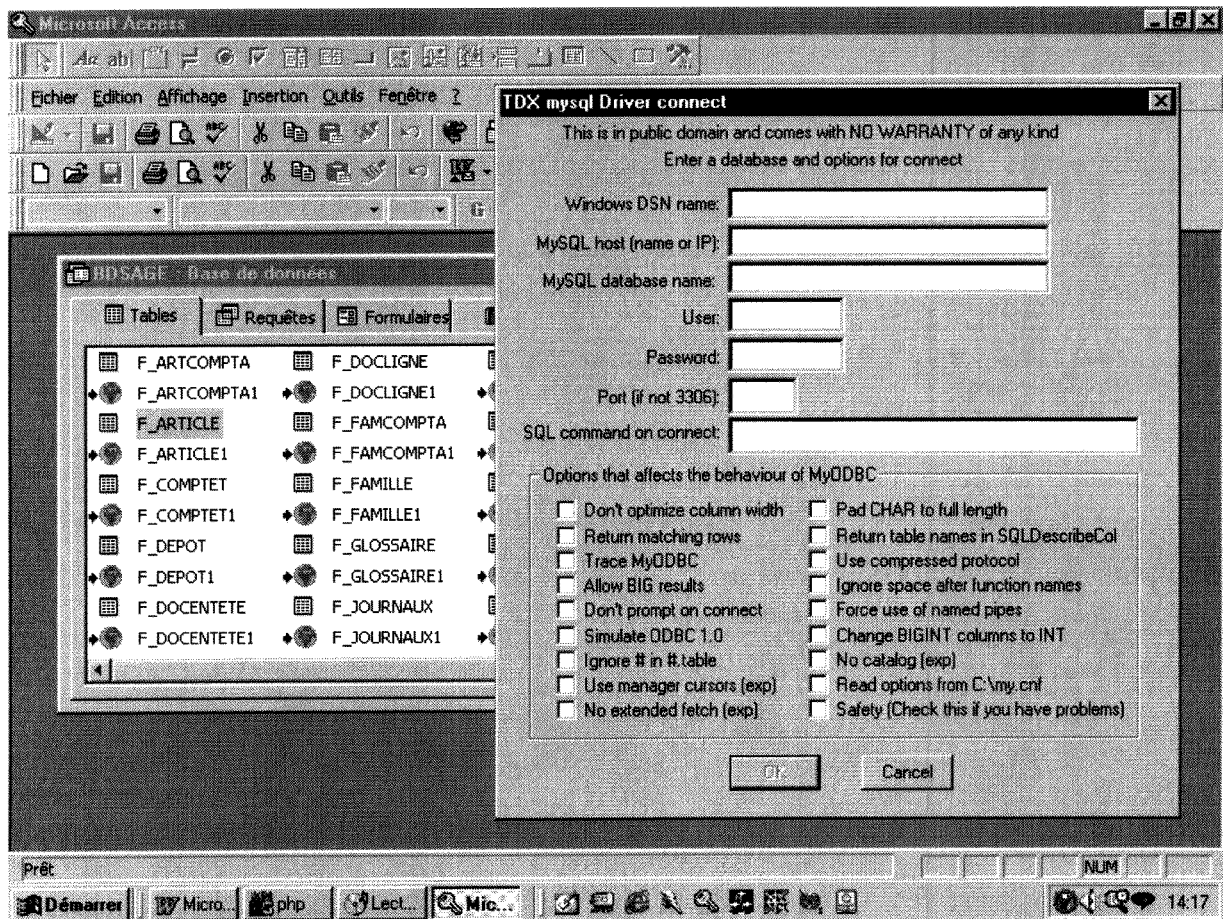 Microsoft Access
Aa ab|
Fichier Edition Affichage Insertion Outils Fenêtre ?
G
BDSAGE : Base de données
Tables Requêtes Formulaires
F_ARTCOMPTA F_DOCLIGNE
F_ARTCOMPTA1 F_DOCLIGNE1
F_ARTICLE F_FAMCOMPTA
F_ARTICLE1 F_FAMCOMPTA1
F_COMPTET F_FAMILLE
F_COMPTET1 F_FAMILLE1
F_DEPOT F_GLOSSAIRE
F_DEPOT1 F_GLOSSAIRE1
F_DOCENTETE F_JOURNAUX
F_DOCENTETE1 F_JOURNAUX1
TDX mysql Driver connect
This is in public domain and comes with NO WARRANTY of any kind
Enter a database and options for connect
Windows DSN name:
MySQL host (name or IP):
MySQL database name:
User:
Password:
Port (if not 3306):
SQL command on connect:
Options that affects the behaviour of MyODBC
Don't optimize column width Pad CHAR to full length
Return matching rows Return table names in SQLDescribeCol
Trace MyODBC Use compressed protocol
Allow BIG results Ignore space after function names
Don't prompt on connect Force use of named pipes
Simulate ODBC 1.0 Change BIGINT columns to INT
Ignore # in #.table No catalog (exp)
Use manager cursors (exp) Read options from C:\my.cnf
No extended fetch (exp) Safety (Check this if you have problems)
OK Cancel
Prêt NUM
Démarrer Micro... php Lect... Mic... 14:17